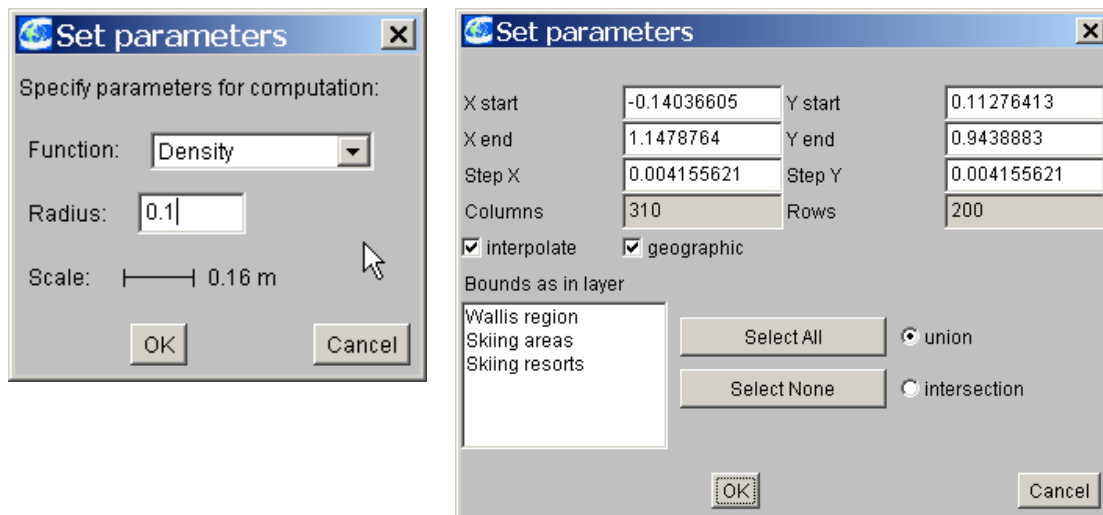 Set parameters
Specify parameters for computation:
Function: Density
Radius: 0.1
Scale: 0.16 m
OK Cancel
Set parameters
X start -0.14036605 Y start 0.11276413
X end 1.1478764 Y end 0.9438883
Step X 0.004155621 Step Y 0.004155621
Columns 310 Rows 200
interpolate geographic
Bounds as in layer
Wallis region
Skiing areas
Skiing resorts
Select All union
Select None intersection
OK Cancel